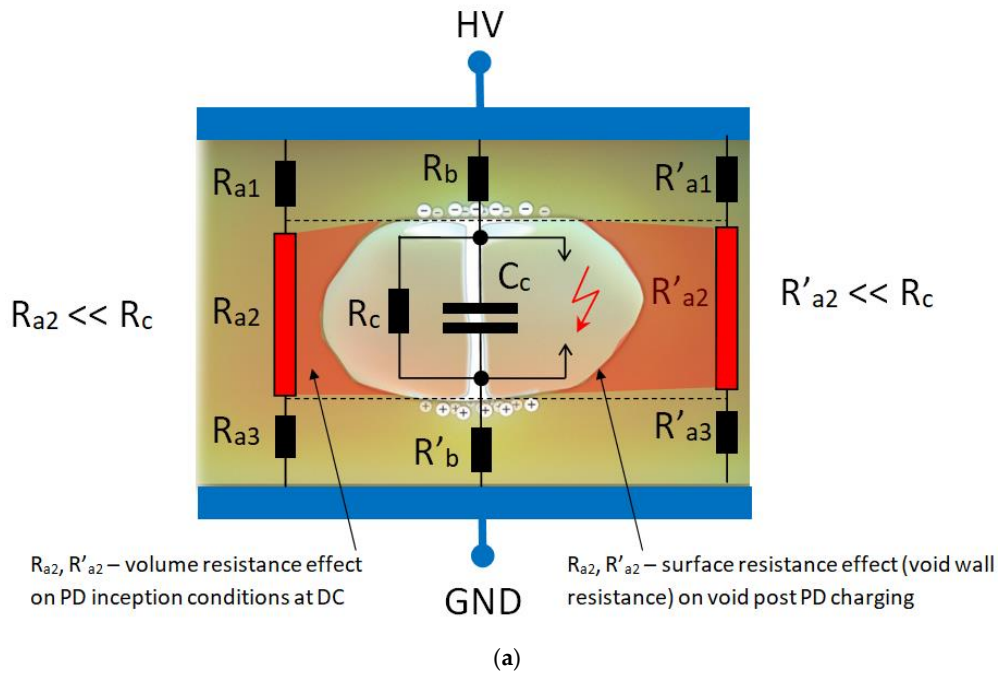 HV
Ra1
Rb
R’a1
Ra2 << Rc
Ra2
Rc
Cc
R’a2
R’a2 << Rc
Ra3
R’b
R’a3
Ra2, R’a2 – volume resistance effect
on PD inception conditions at DC
GND
Ra2, R’a2 – surface resistance effect (void wall
resistance) on void post PD charging
(a)